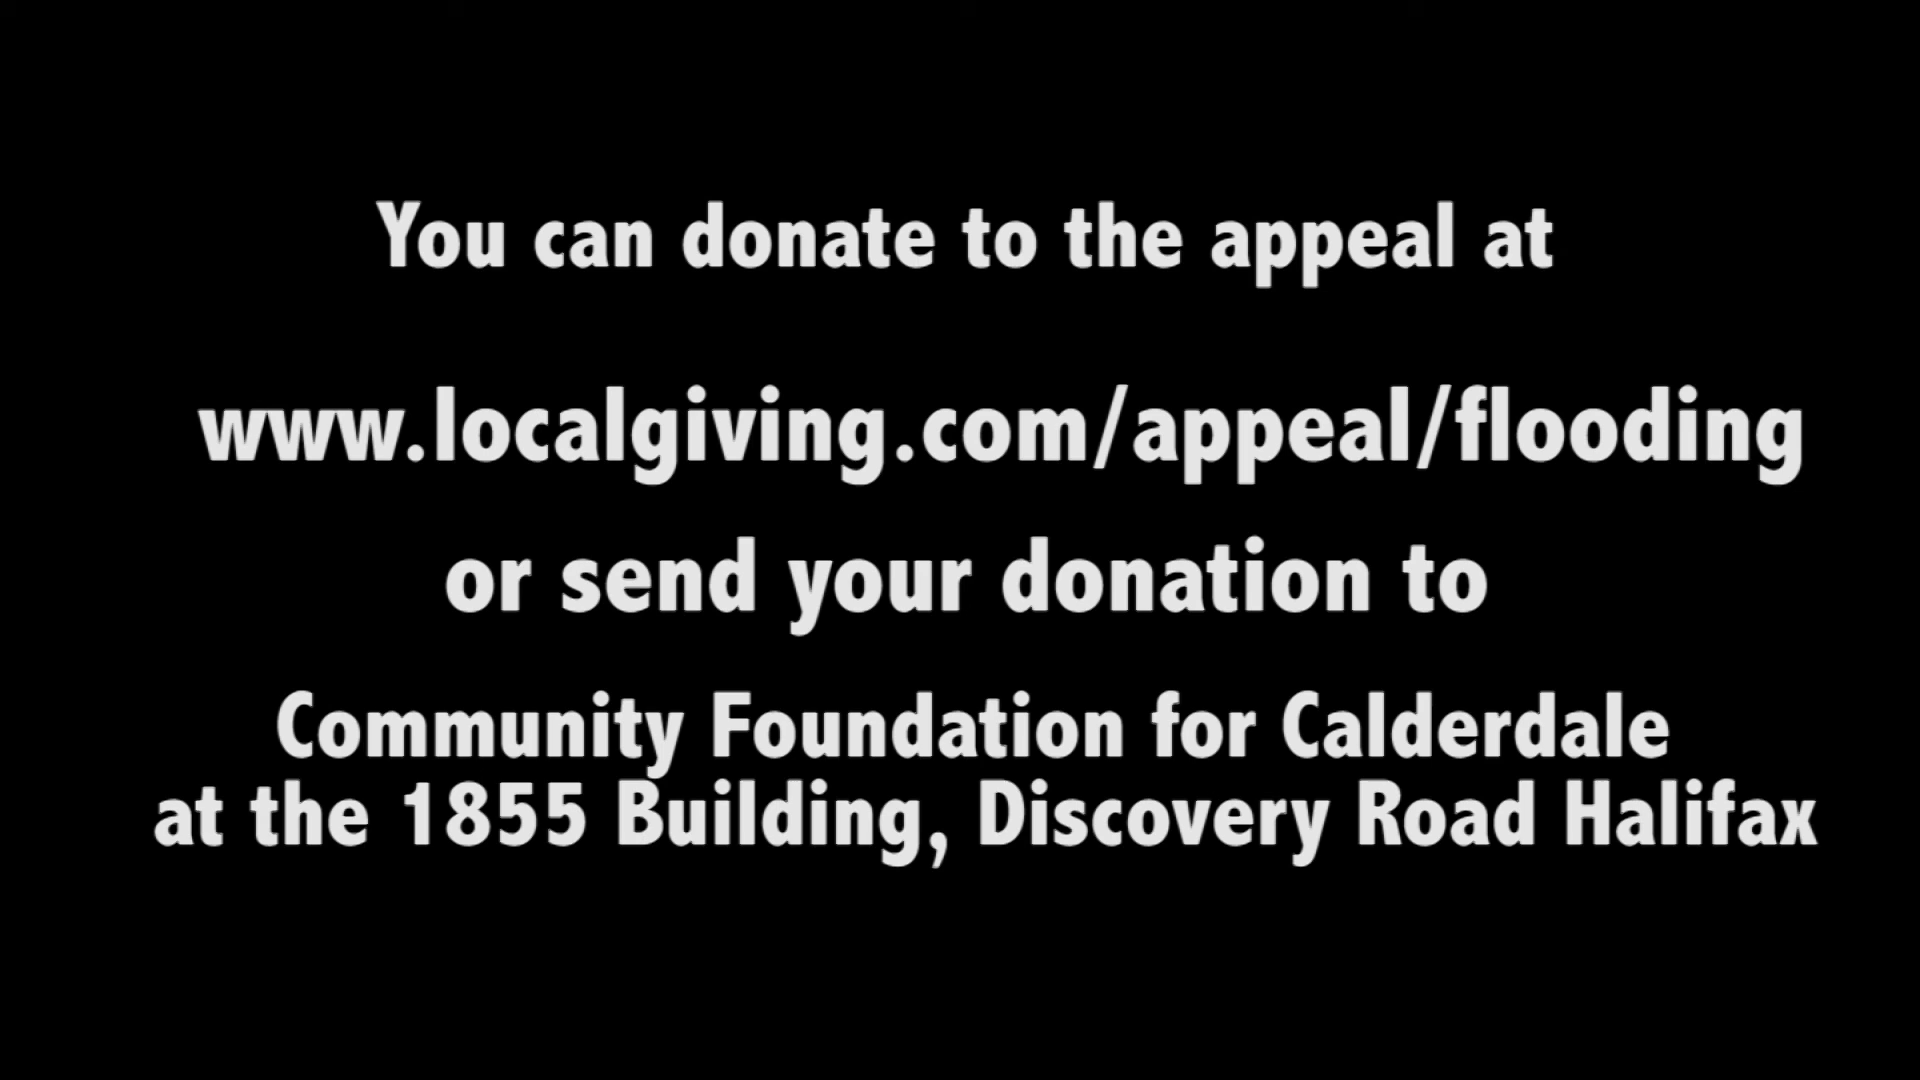 You can donate to the appeal at
www.localgiving.com/appeal/flooding
or send your donation to
Community Foundation for Calderdale
at the 1855 Building, Discovery Road Halifax